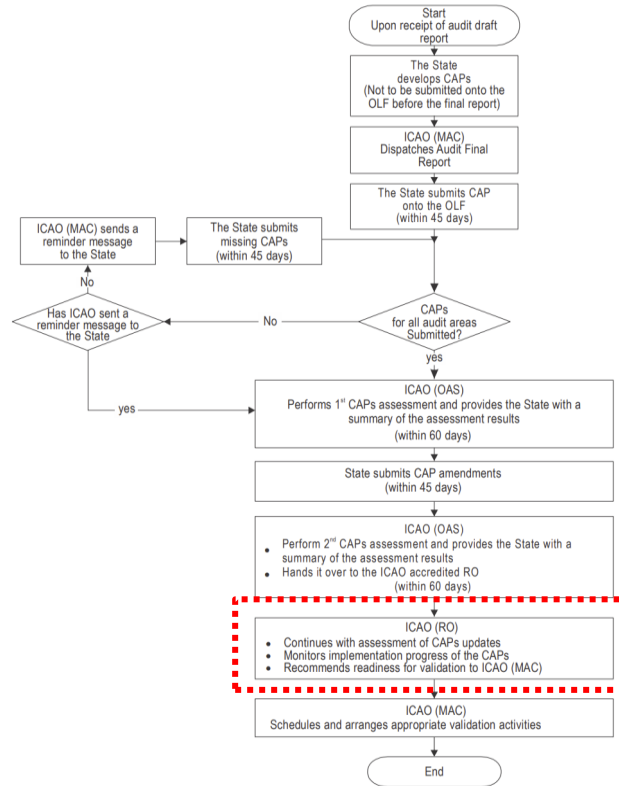 Start
Upon receipt of audit draft
report
The State
develops CAPs
(Not to be submitted onto the
OLF before the final report)
ICAO (MAC)
Dispatches Audit Final
Report
The State submits CAP
onto the OLF
(within 45 days)
ICAO (MAC) sends a
reminder message
to the State
The State submits
missing CAPs
(within 45 days)
No
Has ICAO sent a
reminder message to
the State
No
CAPs
for all audit areas
Submitted?
yes
yes
ICAO (OAS)
Performs 1st CAPs assessment and provides the State with a
summary of the assessment results
(within 60 days)
State submits CAP amendments
(within 45 days)
ICAO (OAS)
• Perform 2nd CAPs assessment and provides the State with a
summary of the assessment results
• Hands it over to the ICAO accredited RO
(within 60 days)
ICAO (RO)
• Continues with assessment of CAPs updates
• Monitors implementation progress of the CAPs
• Recommends readiness for validation to ICAO (MAC)
ICAO (MAC)
Schedules and arranges appropriate validation activities
End